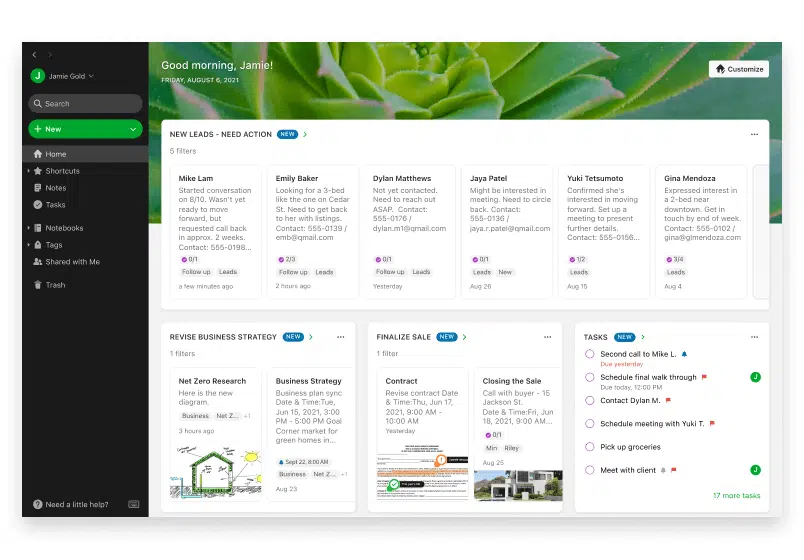 Good morning, Jamie!
FRIDAY, AUGUST 6, 2021
Customize
J Jamie Gold
Search
New
Home
Shortcuts
Notes
Tasks
Notebooks
Tags
Shared with Me
Trash
Need a little help?
NEW LEADS - NEED ACTION NEW
5 filters
Mike Lam
Started conversation
on 8/10. Wasn't yet
ready to move
forward, but
requested call back
in approx. 2 weeks.
Contact: 555-0198...
0/1
Follow up Leads
a few minutes ago
Emily Baker
Looking for a 3-bed
like the one on Cedar
St. Need to get back
to her with listings.
Contact: 555-0139 /
emb@qmail.com
2/3
Follow up Leads
2 hours ago
Dylan Matthews
Not yet contacted.
Need to reach out
ASAP. Contact:
555-0176 /
dylan.m1@qmail.com
0/1
Follow up Leads
Yesterday
Jaya Patel
Might be interested in
meeting. Need to circle
back. Contact:
555-0136 /
jaya.r.patel@qmail.com
0/1
Leads New
Aug 26
Yuki Tetsumoto
Confirmed she's
interested in moving
forward. Set up a
meeting to present
further details.
Contact: 555-0156...
1/2
Leads
Aug 15
Gina Mendoza
Expressed interest in
a 2-bed near
downtown. Get in
touch by end of week.
Contact: 555-0102 /
gina@glmendoza.com
3/4
Leads
Aug 4
REVISE BUSINESS STRATEGY NEW
1 filters
Net Zero Research
Here is the new
diagram.
Business Net Z... +1
3 hours ago
Business Strategy
Business plan sync
Date & Time:Tue,
Jun 15, 2021, 3:00
PM - 5:00 PM Goal
Corner market for
green homes in...
Sept 22, 8:00 AM
Business Net Z... +1
Aug 23
FINALIZE SALE NEW
1 filter
Contract
Revise contract Date
& Time:Thu, Jun 17,
2021, 9:00 AM -
10:00 AM
Yesterday
Closing the Sale
Call with buyer - 15
Jackson St.
Date & Time:Fri, Jun
18, 2021, 9:00 AM...
0/1
Min Riley
Aug 25
TASKS NEW
Second call to Mike L.
Due yesterday
Schedule final walk through J
Due today, 12:00 PM
Contact Dylan M.
Schedule meeting with Yuki T.
Pick up groceries
Meet with client J
17 more tasks